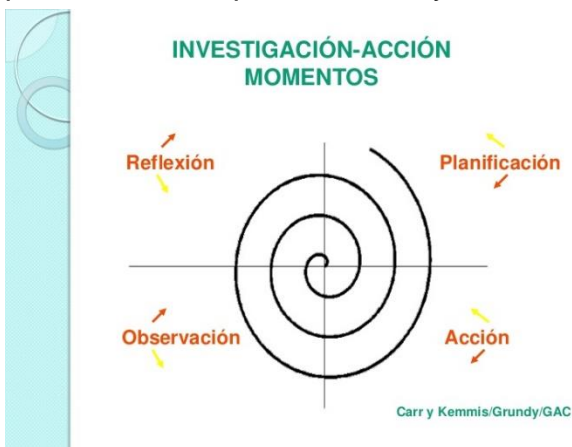 INVESTIGACIÓN-ACCIÓN
MOMENTOS
Reflexión
Planificación
Observación
Acción
Carr y Kemmis/Grundy/GAC